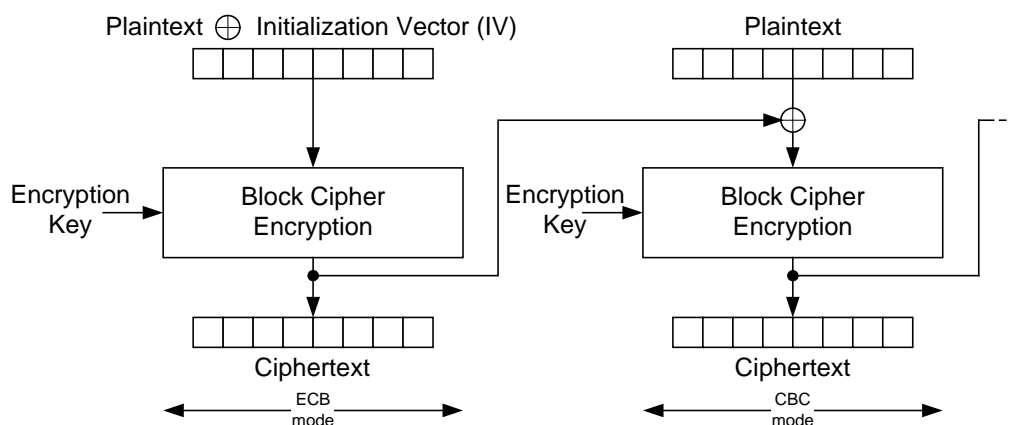 Plaintext ⊕ Initialization Vector (IV)
Plaintext
Encryption
Key
Block Cipher
Encryption
Encryption
Key
Block Cipher
Encryption
Ciphertext
Ciphertext
ECB
mode
CBC
mode